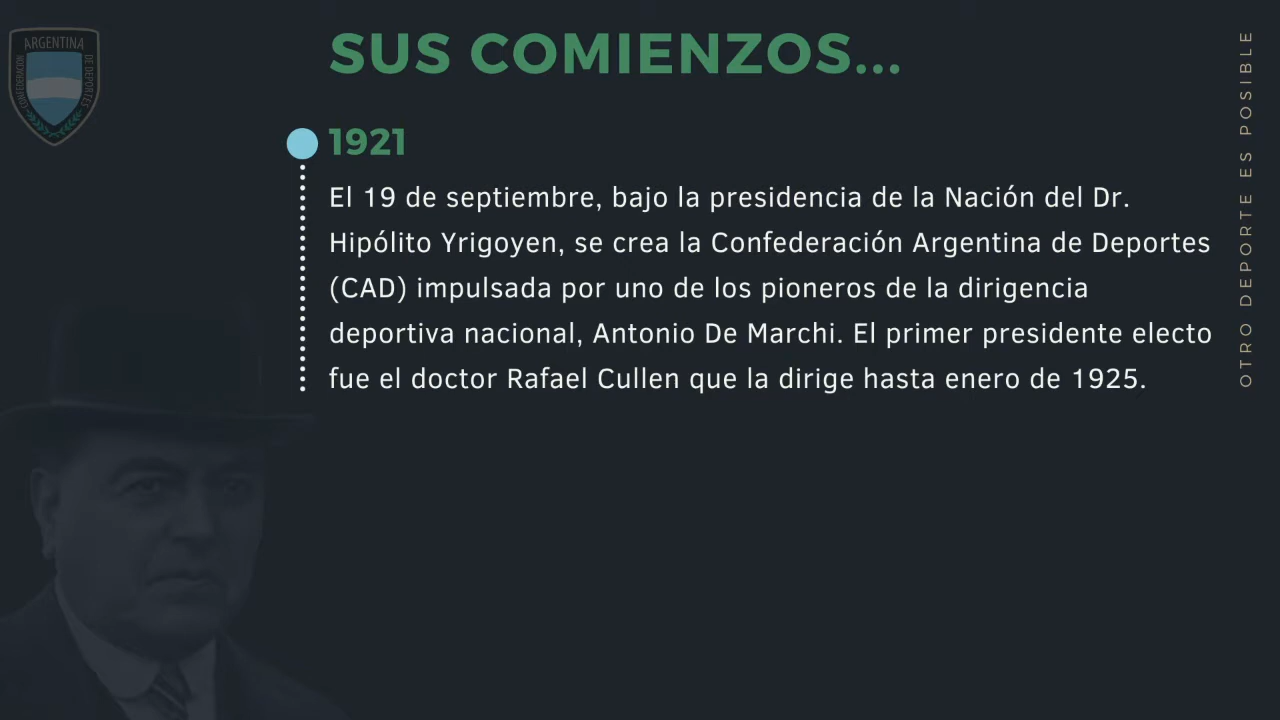 ARGENTINA
CONFEDERACIÓN
DE DEPORTES
SUS COMIENZOS...
1921
El 19 de septiembre, bajo la presidencia de la Nación del Dr.
Hipólito Yrigoyen, se crea la Confederación Argentina de Deportes
(CAD) impulsada por uno de los pioneros de la dirigencia
deportiva nacional, Antonio De Marchi. El primer presidente electo
fue el doctor Rafael Cullen que la dirige hasta enero de 1925.
OTRO DEPORTE ES POSIBLE